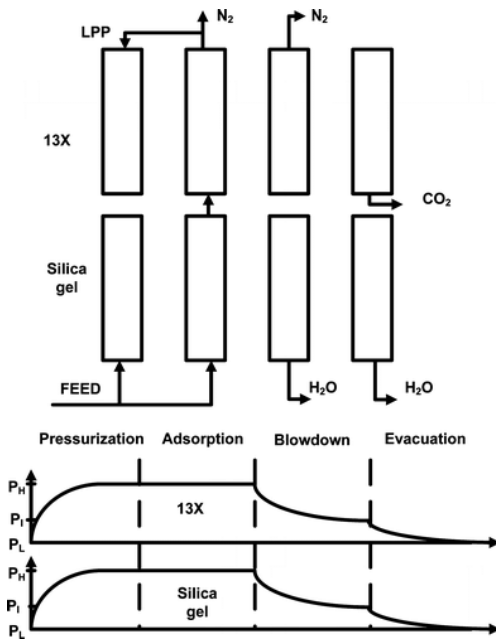 N₂ N₂
LPP
13X
CO₂
Silica
gel
FEED H₂O H₂O
Pressurization Adsorption Blowdown Evacuation
P_H
13X
P_I
P_L
P_H
Silica
gel
P_I
P_L